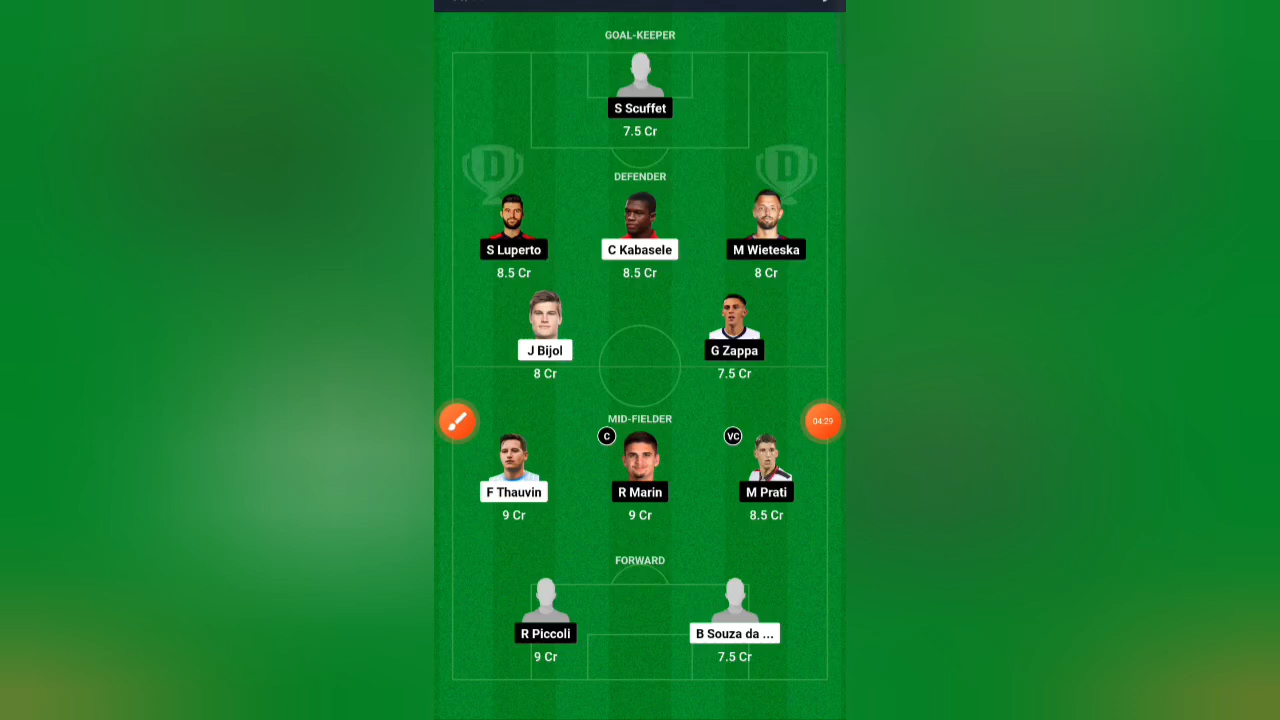 GOAL-KEEPER
S Scuffet
7.5 Cr
D
D
DEFENDER
S Luperto
C Kabasele
M Wieteska
8.5 Cr
8.5 Cr
8 Cr
J Bijol
G Zappa
8 Cr
7.5 Cr
MID-FIELDER
04:29
C
VC
F Thauvin
R Marin
M Prati
9 Cr
9 Cr
8.5 Cr
FORWARD
R Piccoli
B Souza da ...
9 Cr
7.5 Cr